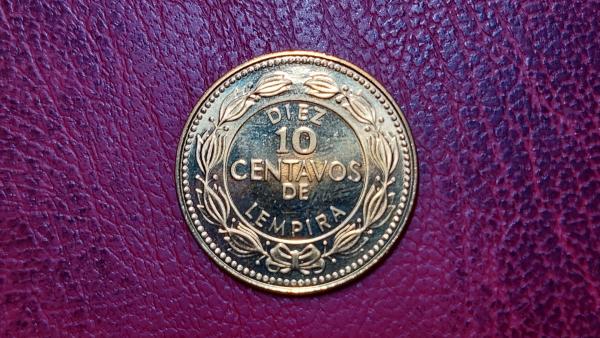 DIEZ
10
CENTAVOS
DE
LEMPIRA